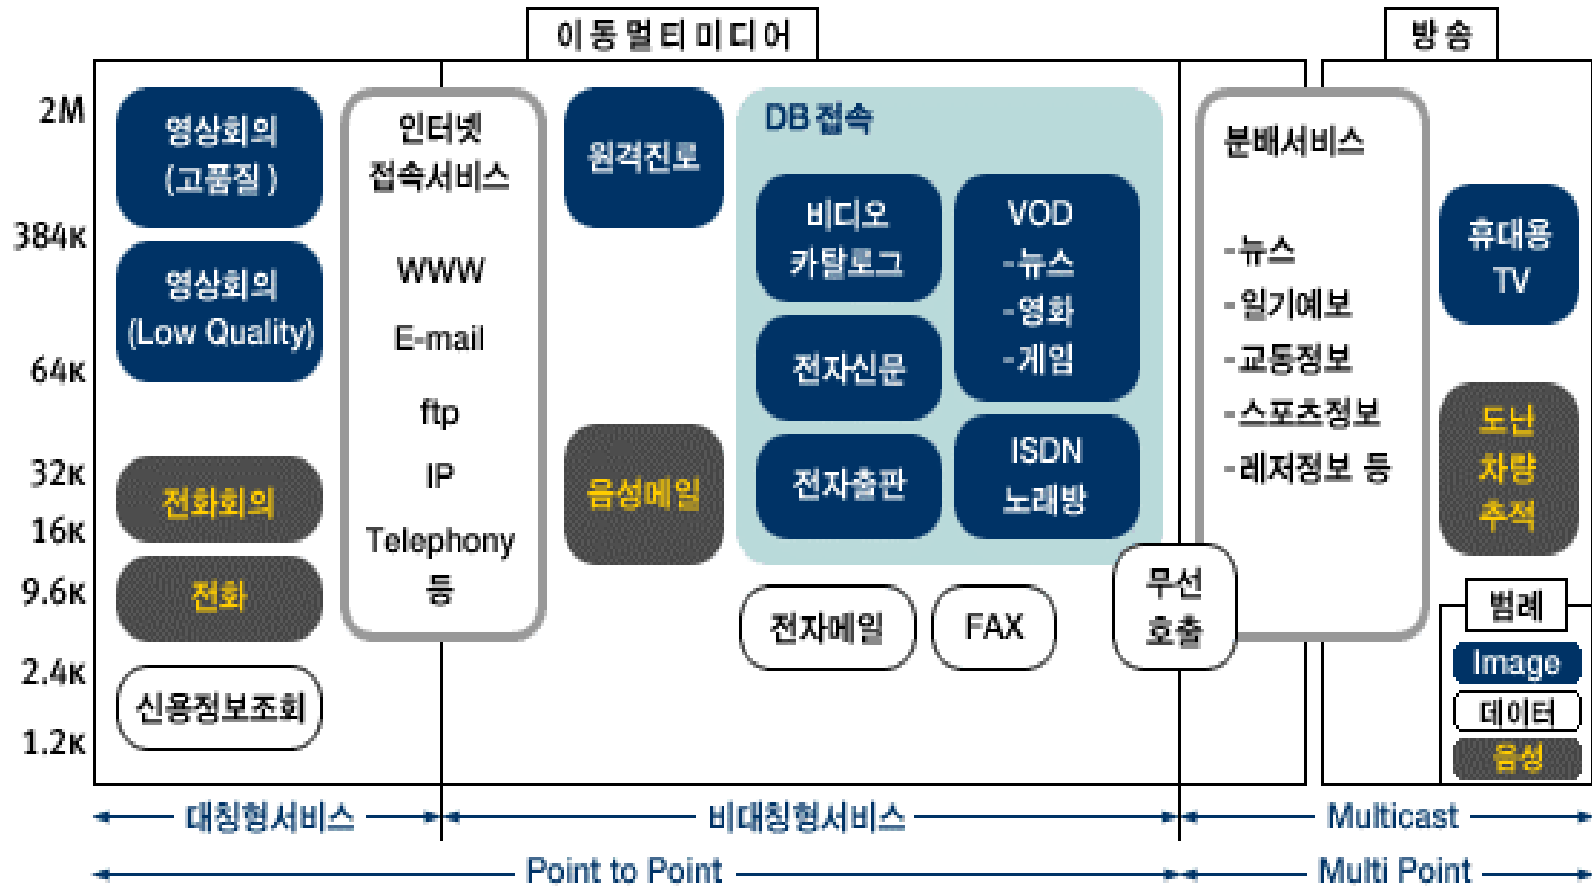 이동멀티미디어
방송
2M
384K
64K
32K
16K
9.6K
2.4K
1.2K
영상회의
(고품질)
영상회의
(Low Quality)
전화회의
전화
신용정보조회
인터넷
접속서비스
WWW
E-mail
ftp
IP
Telephony
등
원격진로
음성메일
DB 접속
비디오
카탈로그
전자신문
전자출판
VOD
-뉴스
-영화
-게임
ISDN
노래방
전자메일
FAX
무선
호출
분배서비스
-뉴스
-일기예보
-교통정보
-스포츠정보
-레저정보 등
휴대용
TV
도난
차량
추적
범례
Image
데이터
음성
대칭형서비스
비대칭형서비스
Multicast
Point to Point
Multi Point